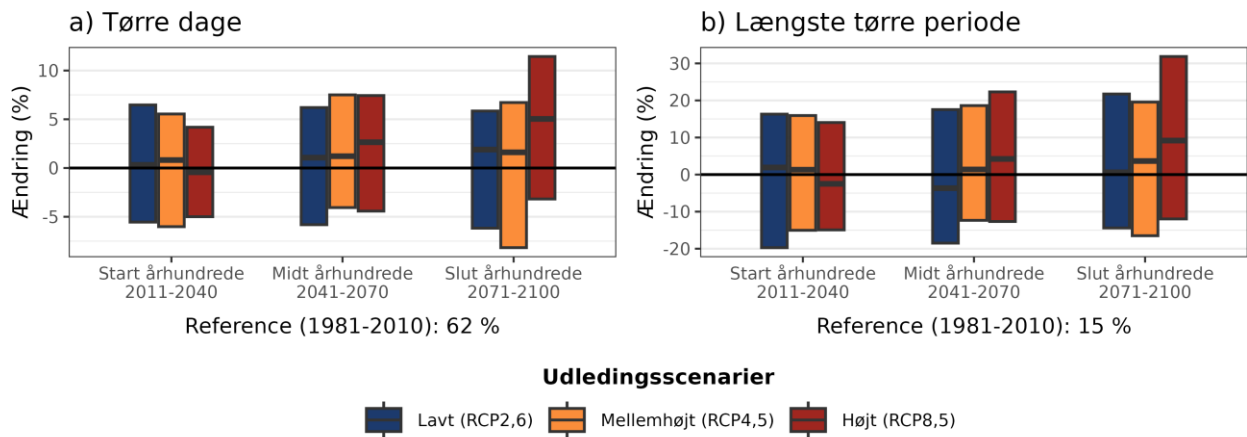 a) Tørre dage
Ændring (%)
10
5
0
-5
Start århundrede
2011-2040
Midt århundrede
2041-2070
Slut århundrede
2071-2100
Reference (1981-2010): 62 %
b) Længste tørre periode
Ændring (%)
30
20
10
0
-10
-20
Start århundrede
2011-2040
Midt århundrede
2041-2070
Slut århundrede
2071-2100
Reference (1981-2010): 15 %
Udledingsscenarier
Lavt (RCP2,6)
Mellemhøjt (RCP4,5)
Højt (RCP8,5)